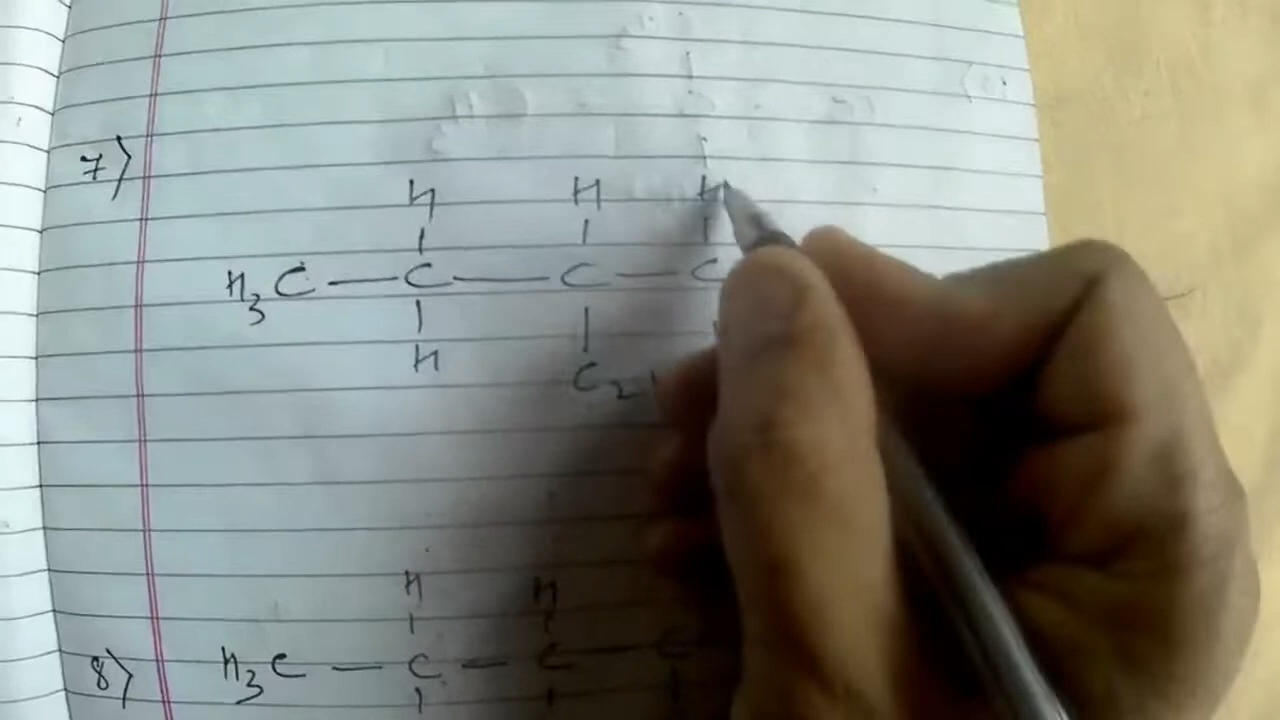 7)
H H H
H3C — C — C — C
H C2
H H
8) H3C — C — C — C